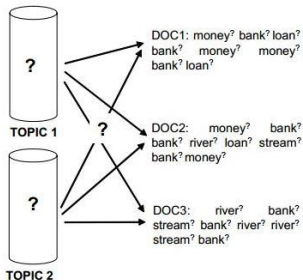 ?
TOPIC 1
?
TOPIC 2
?
DOC1: money? bank? loan?
bank? money? money?
bank? loan?
DOC2: money? bank?
bank? river? loan? stream?
bank? money?
DOC3: river? bank?
stream? bank? river? river?
stream? bank?